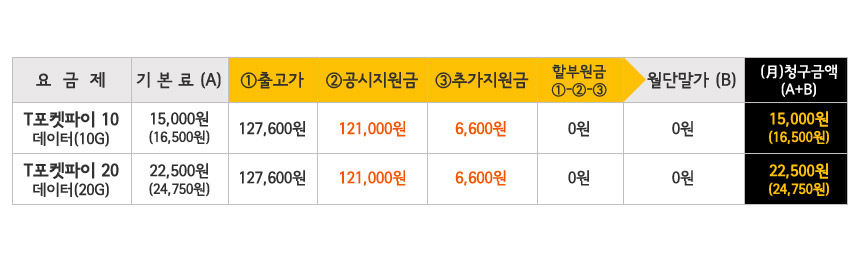 요 금 제 기 본 료 (A) ①출고가 ②공시지원금 ③추가지원금 할부원금 ①-②-③ 월단말가 (B) (月)청구금액 (A+B)
T포켓파이 10 15,000원 127,600원 121,000원 6,600원 0원 0원 15,000원
데이터(10G) (16,500원) (16,500원)
T포켓파이 20 22,500원 127,600원 121,000원 6,600원 0원 0원 22,500원
데이터(20G) (24,750원) (24,750원)